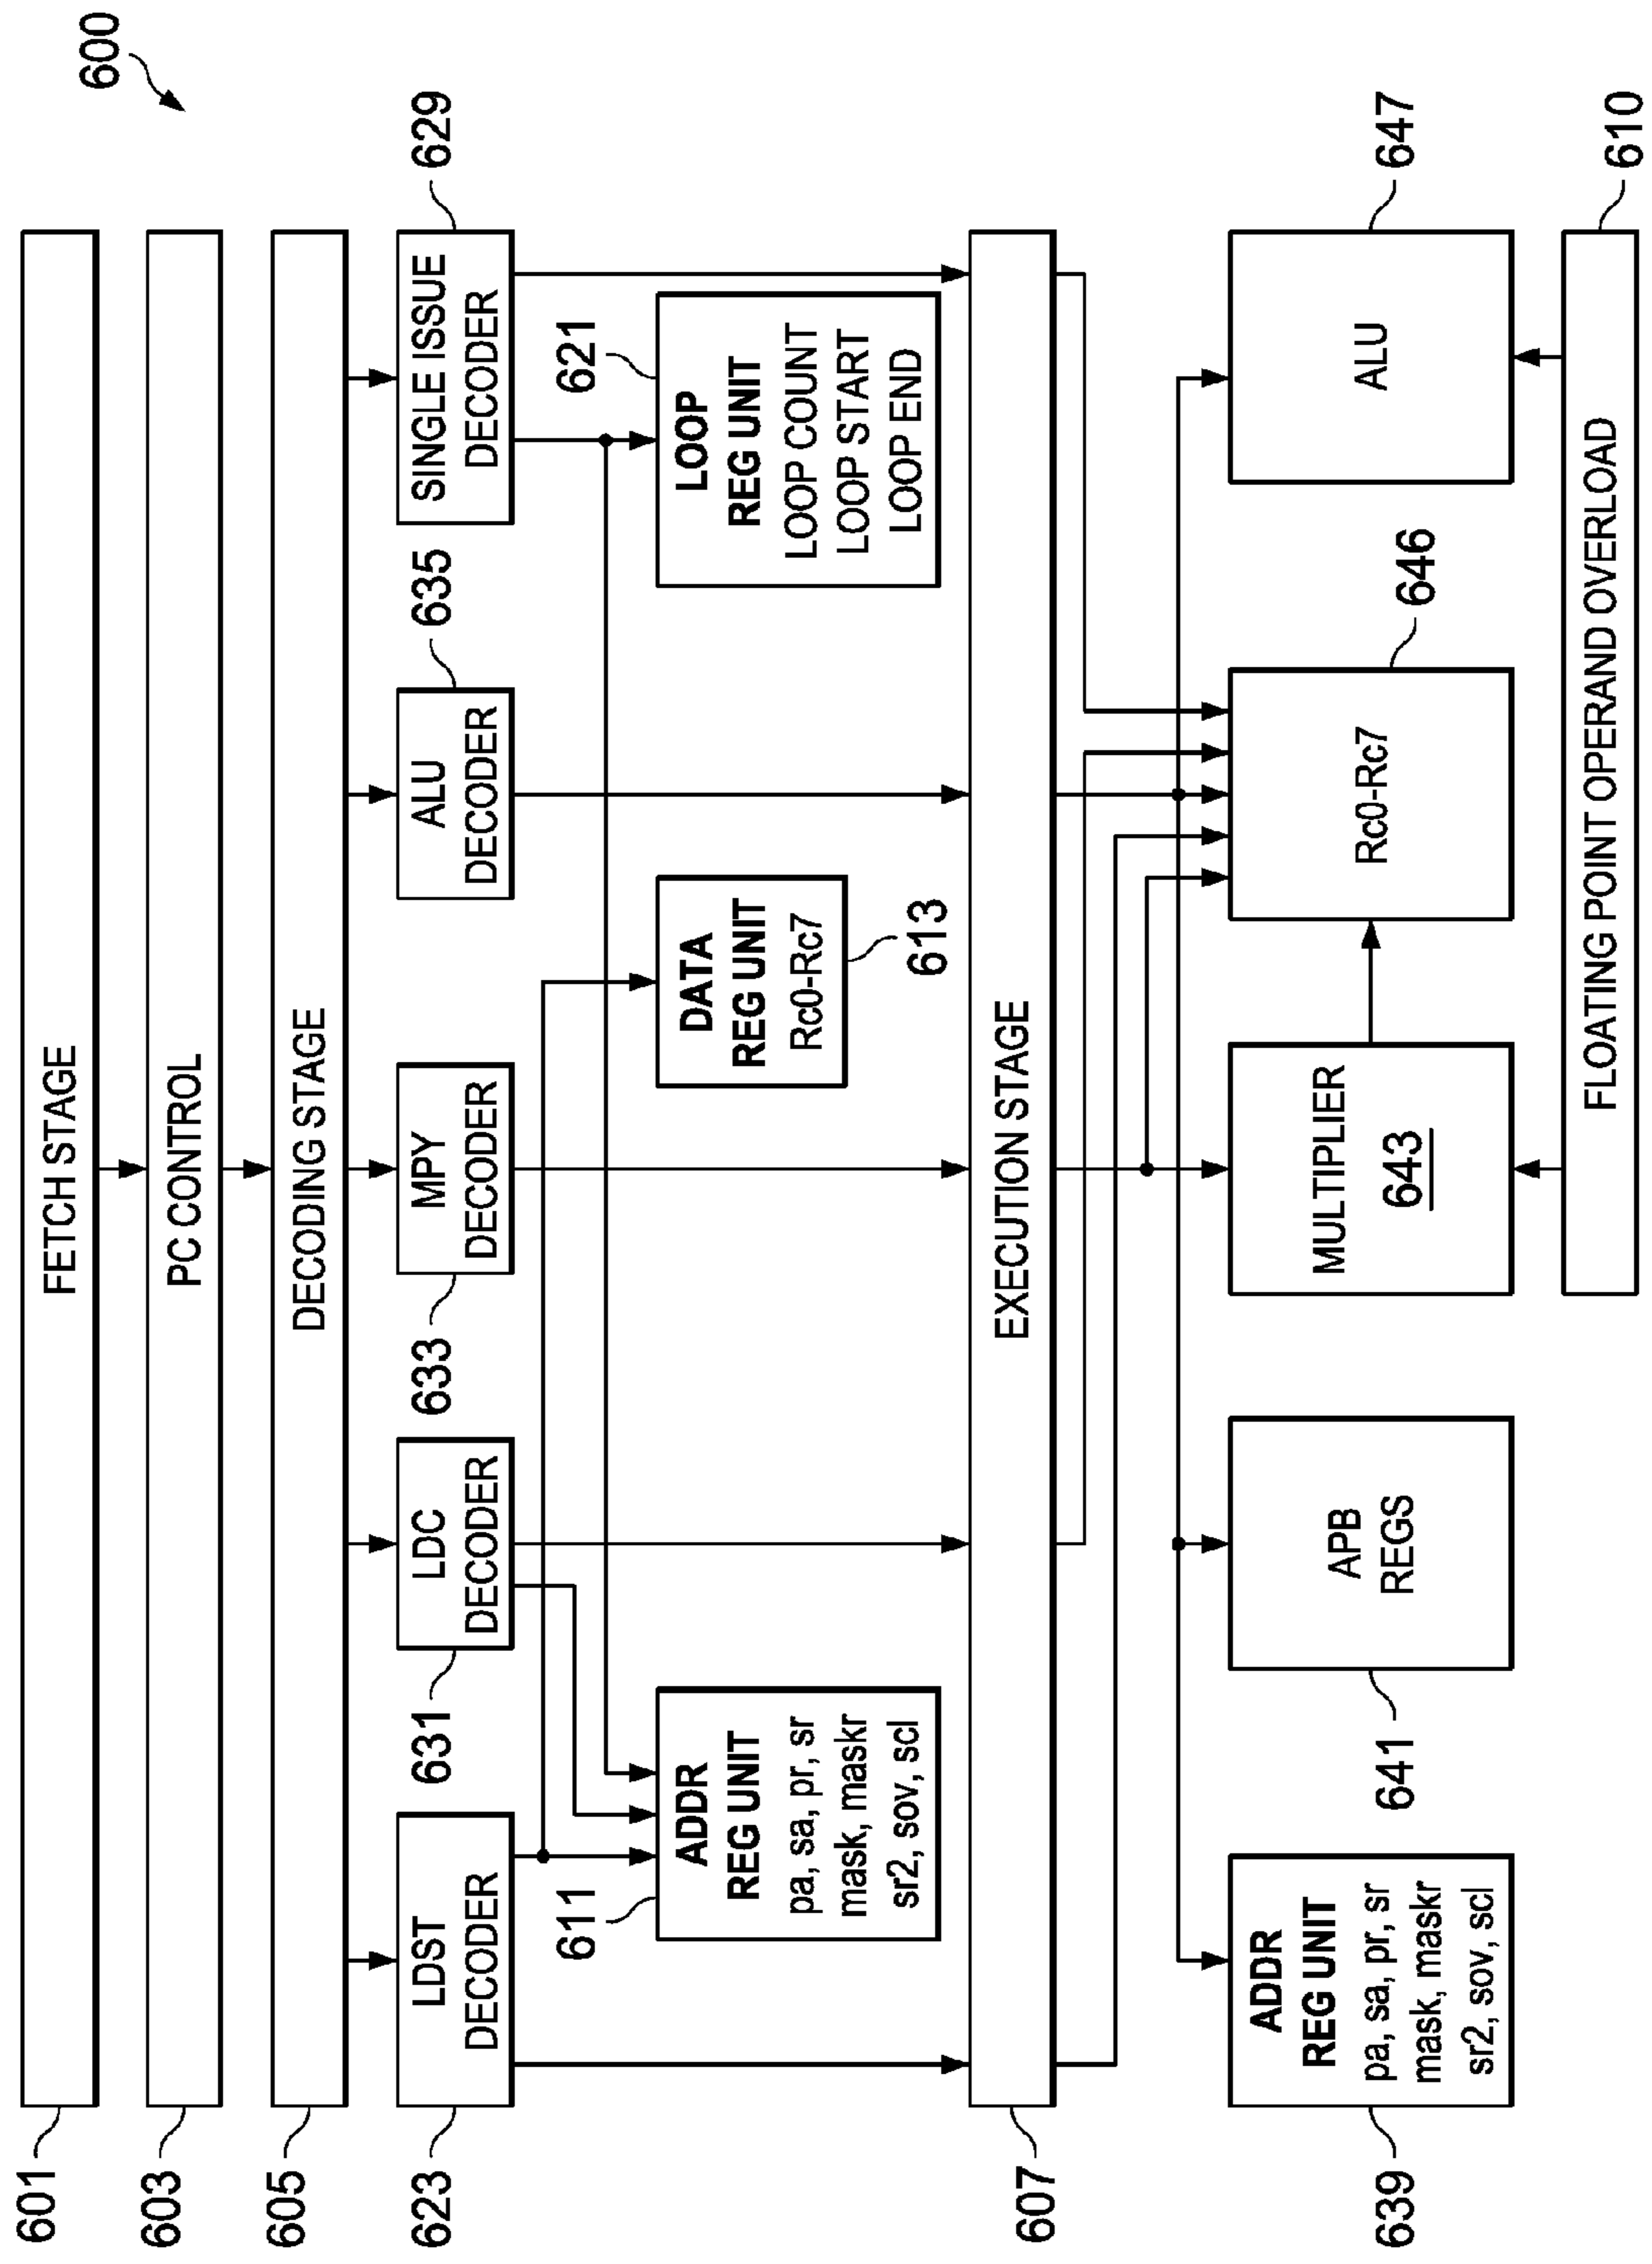 600
601
FETCH STAGE
603
PC CONTROL
605
DECODING STAGE
623
LDST
DECODER
631
LDC
DECODER
633
MPY
DECODER
635
ALU
DECODER
629
SINGLE ISSUE
DECODER
611
ADDR
REG UNIT
pa, sa, pr, sr
mask, maskr
sr2, sov, scl
DATA
REG UNIT
Rc0-Rc7
613
621
LOOP
REG UNIT
LOOP COUNT
LOOP START
LOOP END
607
EXECUTION STAGE
639
ADDR
REG UNIT
pa, sa, pr, sr
mask, maskr
sr2, sov, scl
641
APB
REGS
MULTIPLIER
643
646
Rc0-Rc7
647
ALU
610
FLOATING POINT OPERAND OVERLOAD